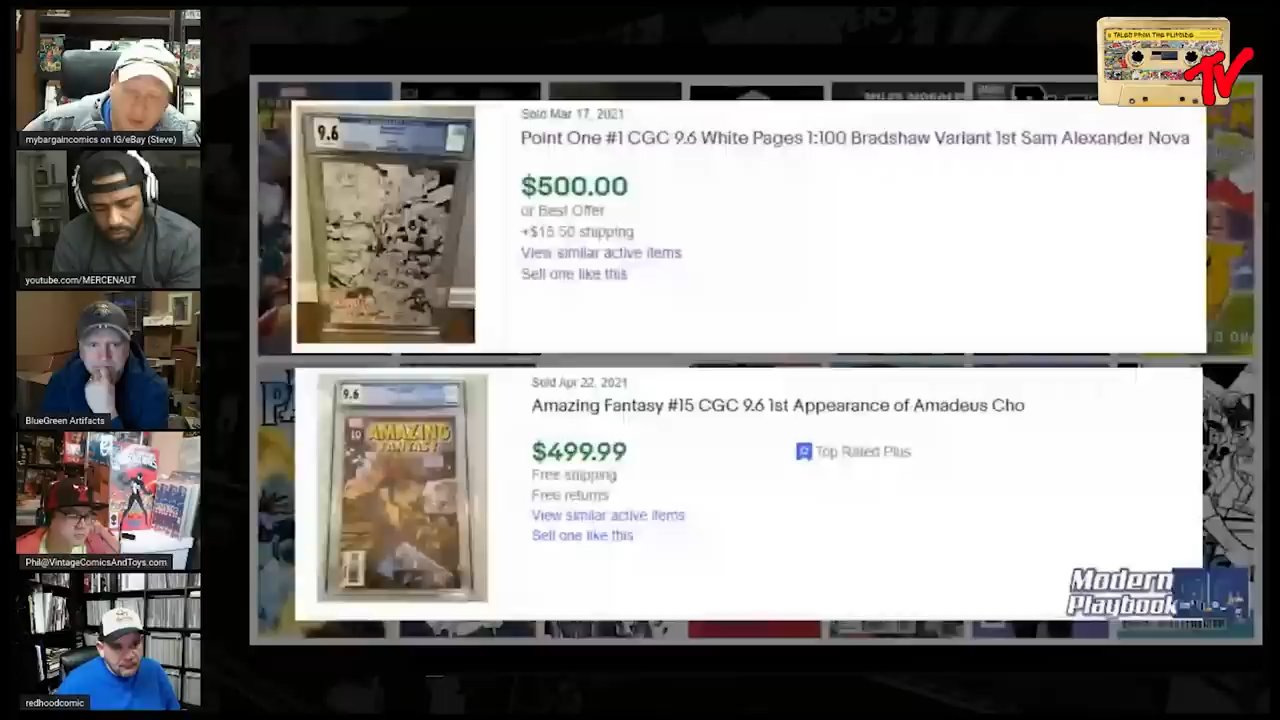 mybargaincomics on IG/eBay (Steve)
youtube.com/MERCENAUT
BlueGreen Artifacts
Phil@VintageComicsAndToys.com
redhoodcomic
TALES FROM THE FLIPSIDE
TV
Sold Mar 17, 2021
Point One #1 CGC 9.6 White Pages 1:100 Bradshaw Variant 1st Sam Alexander Nova
$500.00
or Best Offer
+$15.50 shipping
View similar active items
Sell one like this
9.6
Sold Apr 22, 2021
Amazing Fantasy #15 CGC 9.6 1st Appearance of Amadeus Cho
$499.99
Top Rated Plus
Free shipping
Free returns
View similar active items
Sell one like this
9.6
AMAZING
FANTASY
Modern
Playbook